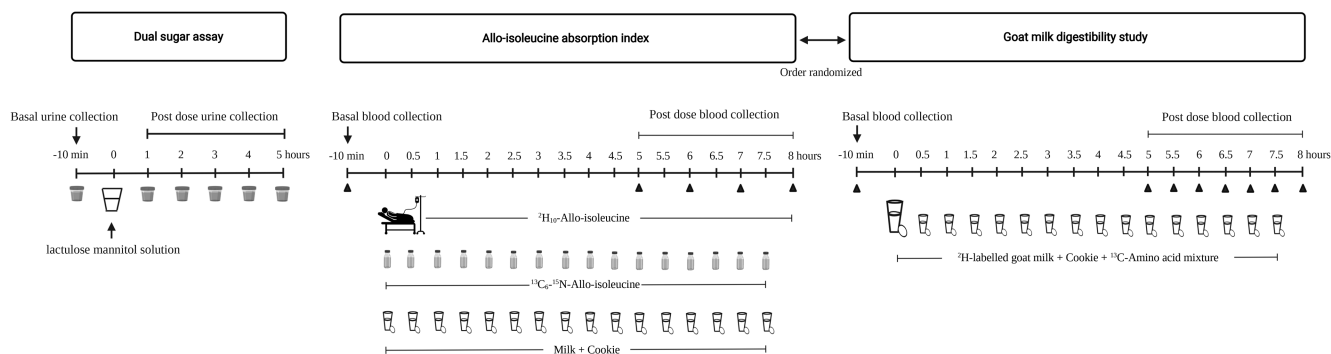 Dual sugar assay
Allo-isoleucine absorption index
Goat milk digestibility study
Order randomized
Basal urine collection
Post dose urine collection
-10 min 0 1 2 3 4 5 hours
lactulose mannitol solution
Basal blood collection
Post dose blood collection
-10 min 0 0.5 1 1.5 2 2.5 3 3.5 4 4.5 5 5.5 6 6.5 7 7.5 8 hours
²H₁₀-Allo-isoleucine
¹³C₆-¹⁵N-Allo-isoleucine
Milk + Cookie
Basal blood collection
Post dose blood collection
-10 min 0 0.5 1 1.5 2 2.5 3 3.5 4 4.5 5 5.5 6 6.5 7 7.5 8 hours
²H-labelled goat milk + Cookie + ¹³C-Amino acid mixture